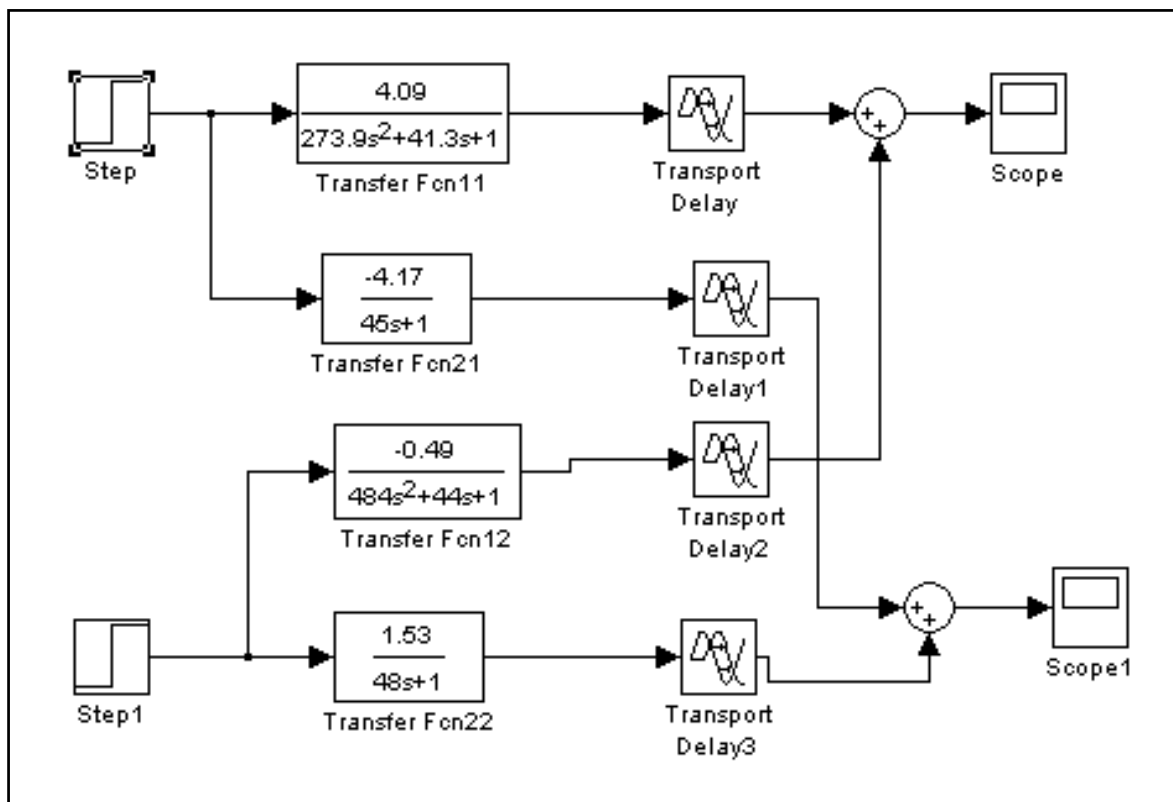 4.09
273.9s²+41.3s+1
Step
Transfer Fcn11
Transport
Delay
+
+
Scope
-4.17
45s+1
Transfer Fcn21
Transport
Delay1
-0.49
484s²+44s+1
Transfer Fcn12
Transport
Delay2
+
+
Scope1
1.53
48s+1
Step1
Transfer Fcn22
Transport
Delay3